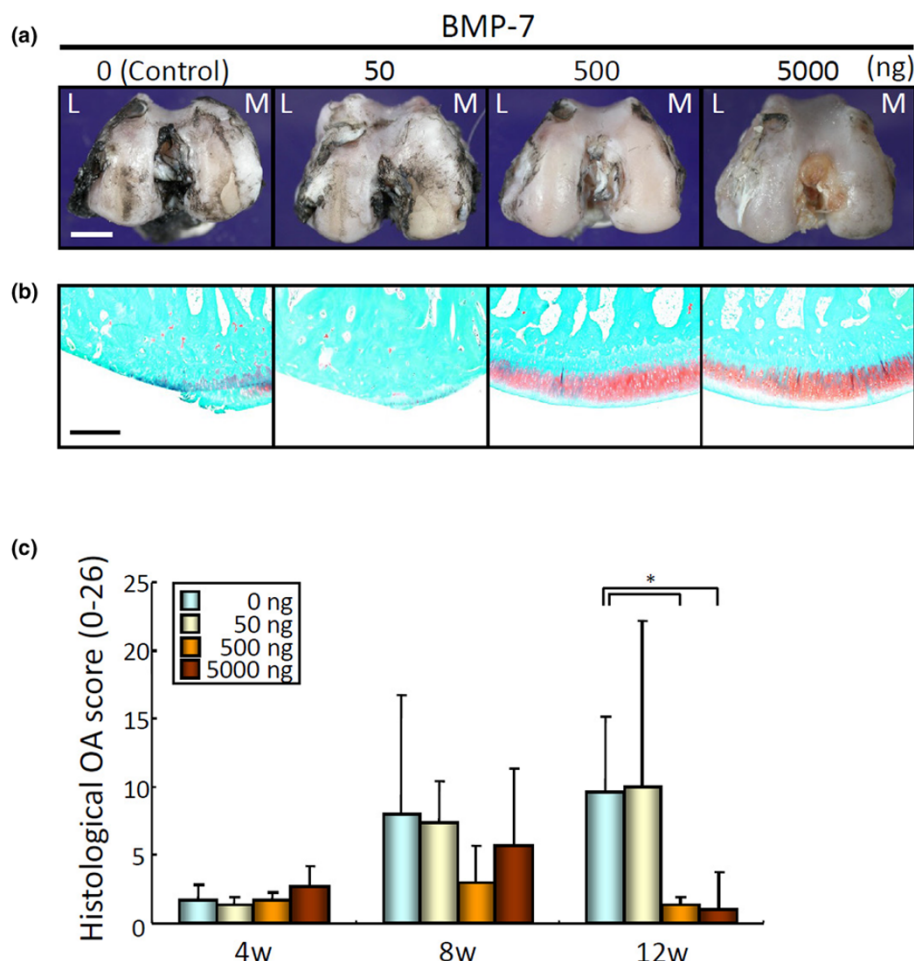 (a)
BMP-7
0 (Control) 50 500 5000 (ng)
L M L M L M L M
(b)
(c)
Histological OA score (0-26)
25
20
15
10
5
0
0 ng
50 ng
500 ng
5000 ng
*
4w 8w 12w